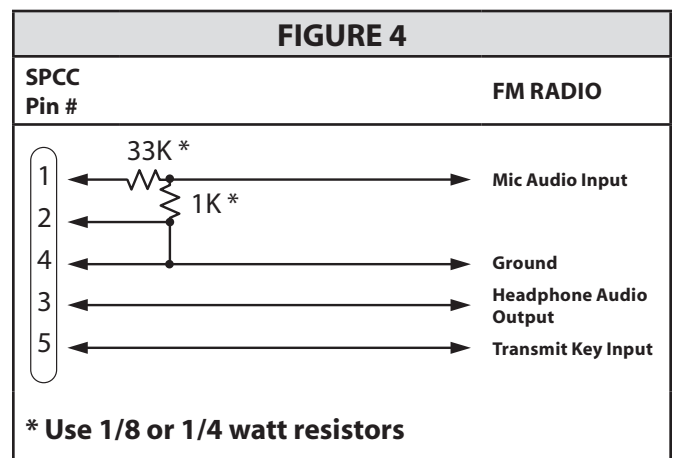 FIGURE 4
SPCC
Pin #
FM RADIO
33K *
1
Mic Audio Input
1K *
2
4
Ground
3
Headphone Audio
Output
5
Transmit Key Input
* Use 1/8 or 1/4 watt resistors